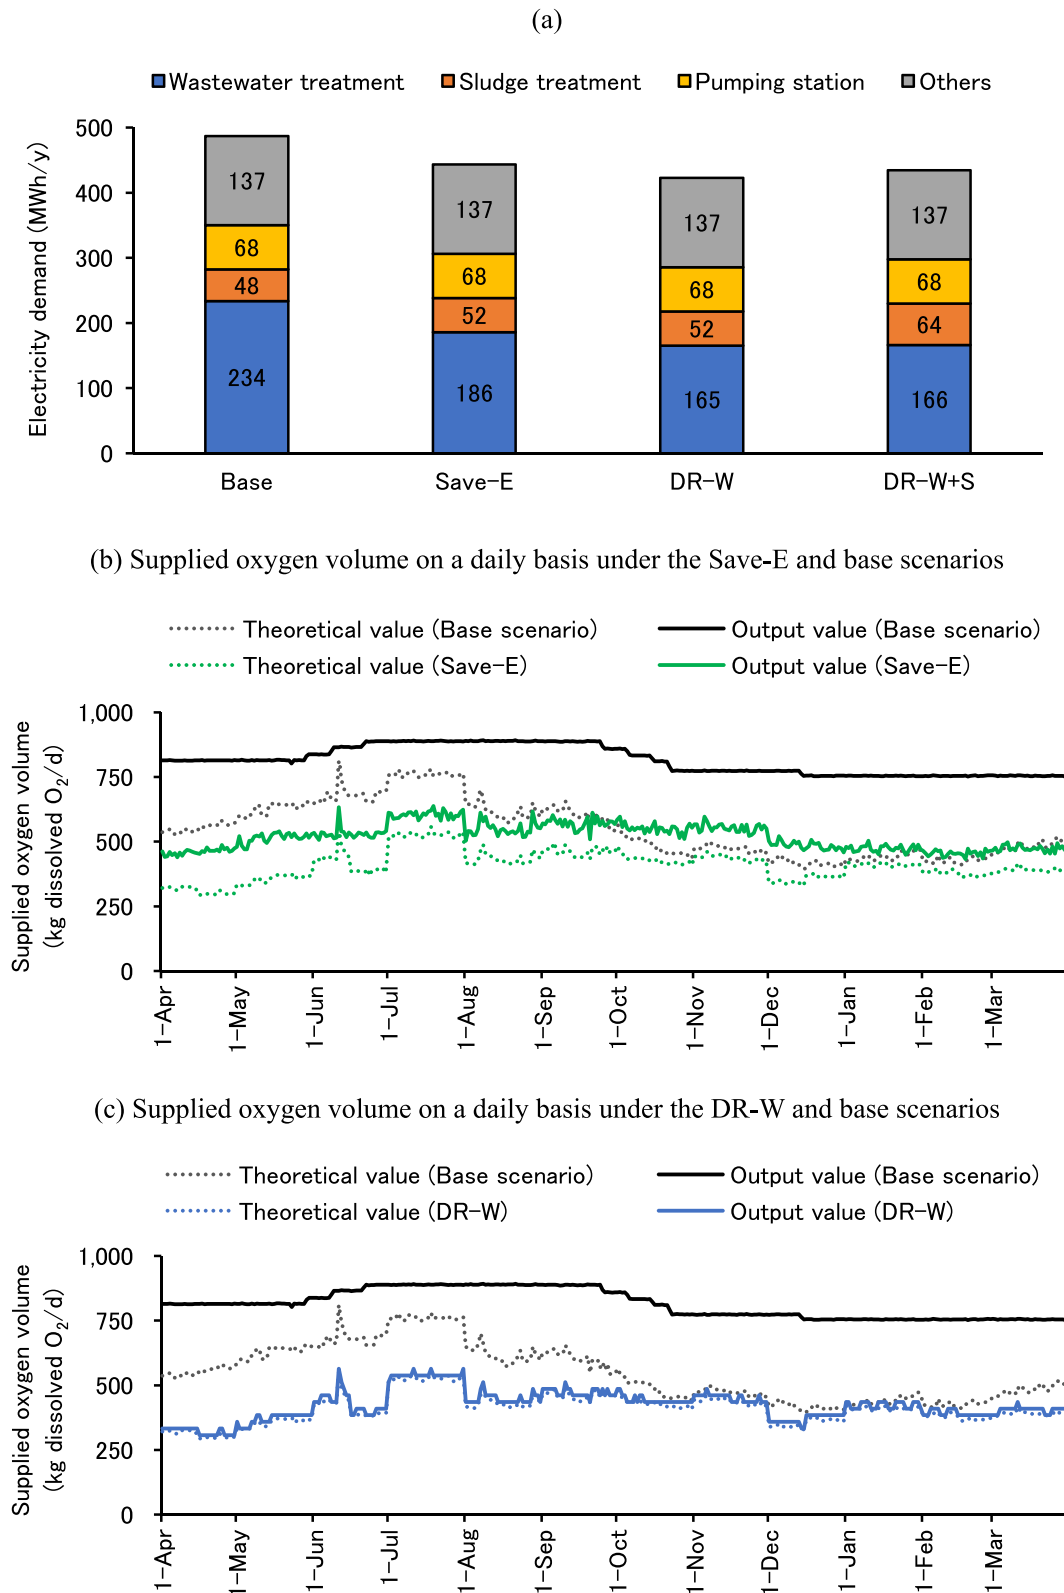 (a)
Wastewater treatment Sludge treatment Pumping station Others
Electricity demand (MWh/y)
500
400
300
200
100
0
137 137 137 137
68 68 68 68
48 52 52 64
234 186 165 166
Base Save-E DR-W DR-W+S
(b) Supplied oxygen volume on a daily basis under the Save-E and base scenarios
Theoretical value (Base scenario) Output value (Base scenario)
Theoretical value (Save-E) Output value (Save-E)
Supplied oxygen volume
(kg dissolved O₂/d)
1,000
750
500
250
0
1-Apr 1-May 1-Jun 1-Jul 1-Aug 1-Sep 1-Oct 1-Nov 1-Dec 1-Jan 1-Feb 1-Mar
(c) Supplied oxygen volume on a daily basis under the DR-W and base scenarios
Theoretical value (Base scenario) Output value (Base scenario)
Theoretical value (DR-W) Output value (DR-W)
Supplied oxygen volume
(kg dissolved O₂/d)
1,000
750
500
250
0
1-Apr 1-May 1-Jun 1-Jul 1-Aug 1-Sep 1-Oct 1-Nov 1-Dec 1-Jan 1-Feb 1-Mar